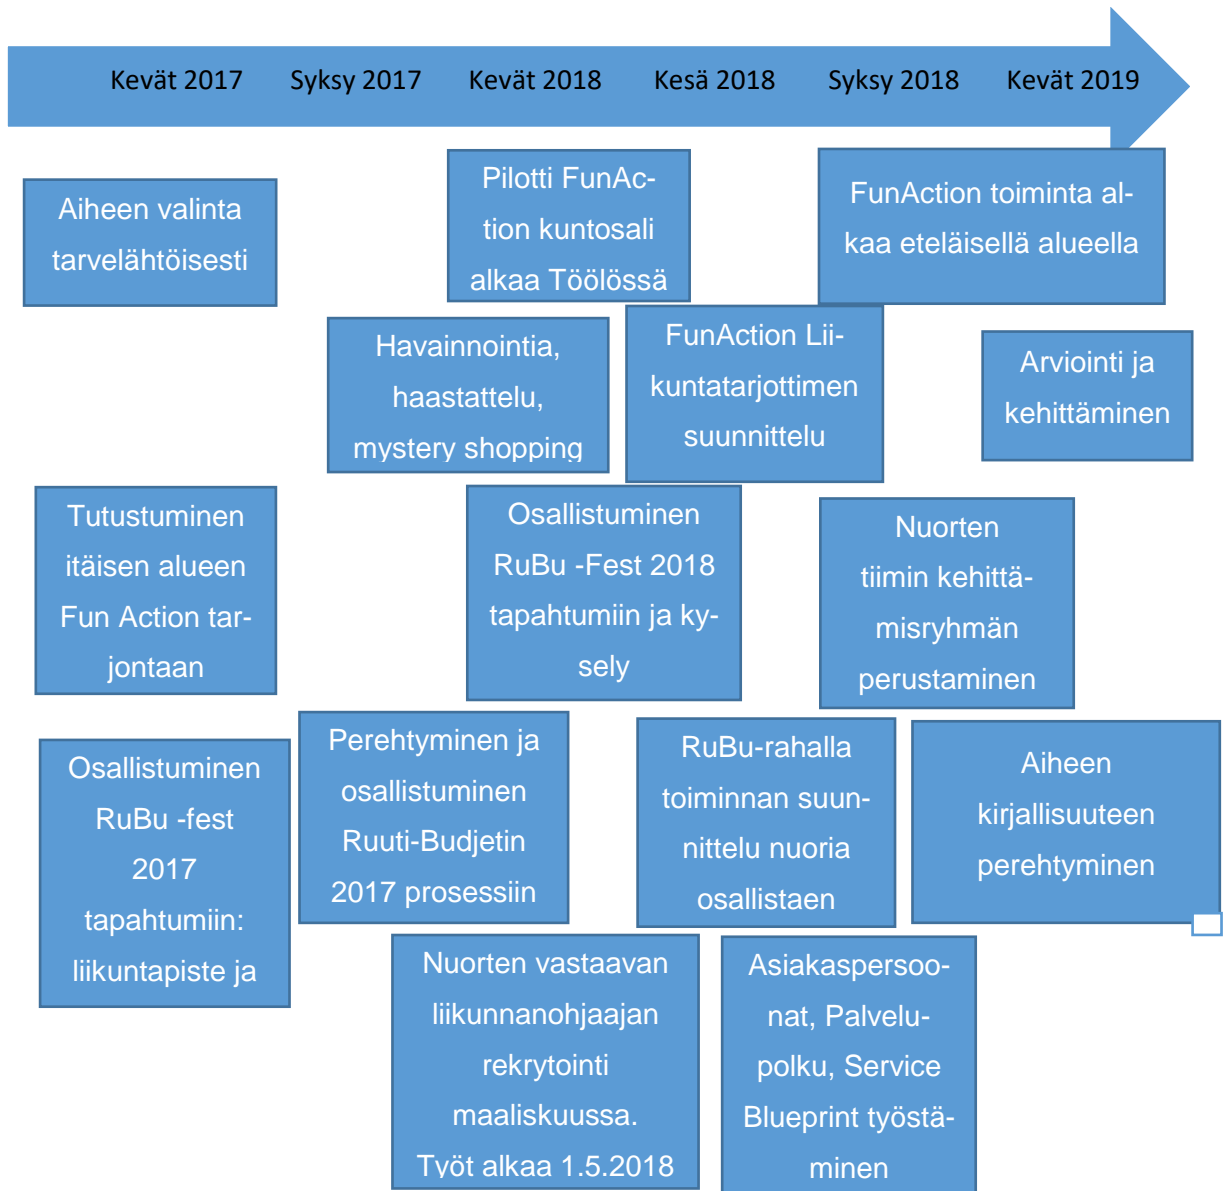 Kevät 2017 Syksy 2017 Kevät 2018 Kesä 2018 Syksy 2018 Kevät 2019
Aiheen valinta
tarvelähtöisesti
Pilotti FunAc-
tion kuntosali
alkaa Töölössä
FunAction toiminta al-
kaa eteläisellä alueella
Havainnointia,
haastattelu,
mystery shopping
FunAction Lii-
kuntatarjottimen
suunnittelu
Arviointi ja
kehittäminen
Tutustuminen
itäisen alueen
Fun Action tar-
jontaan
Osallistuminen
RuBu -Fest 2018
tapahtumiin ja ky-
sely
Nuorten
tiimin kehittä-
misryhmän
perustaminen
Osallistuminen
RuBu -fest
2017
tapahtumiin:
liikuntapiste ja
Perehtyminen ja
osallistuminen
Ruuti-Budjetin
2017 prosessiin
RuBu-rahalla
toiminnan suun-
nittelu nuoria
osallistaen
Aiheen
kirjallisuuteen
perehtyminen
Nuorten vastaavan
liikunnanohjaajan
rekrytointi
maaliskuussa.
Työt alkaa 1.5.2018
Asiakaspersoo-
nat, Palvelu-
polku, Service
Blueprint työstä-
minen